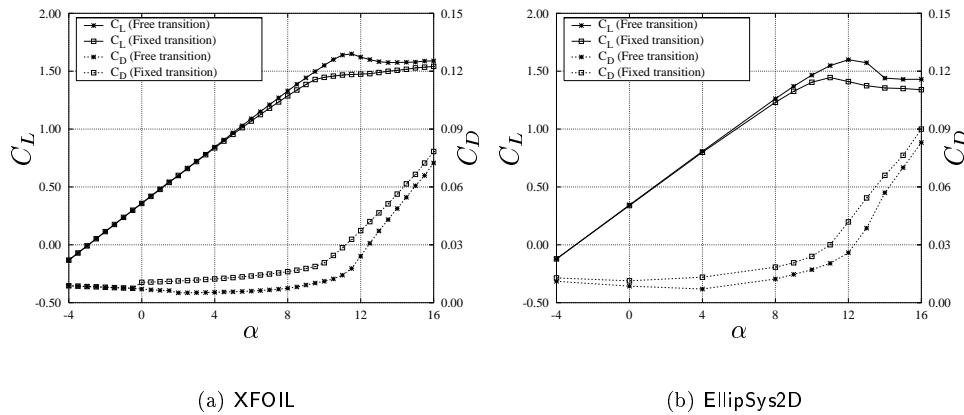 C_L (Free transition)
C_L (Fixed transition)
C_D (Free transition)
C_D (Fixed transition)
2.00
1.50
1.00
0.50
0.00
-0.50
C_L
0.15
0.12
0.09
0.06
0.03
0.00
C_D
-4 0 4 8 12 16
α
(a) XFOIL
C_L (Free transition)
C_L (Fixed transition)
C_D (Free transition)
C_D (Fixed transition)
2.00
1.50
1.00
0.50
0.00
-0.50
C_L
0.15
0.12
0.09
0.06
0.03
0.00
C_D
-4 0 4 8 12 16
α
(b) EllipSys2D